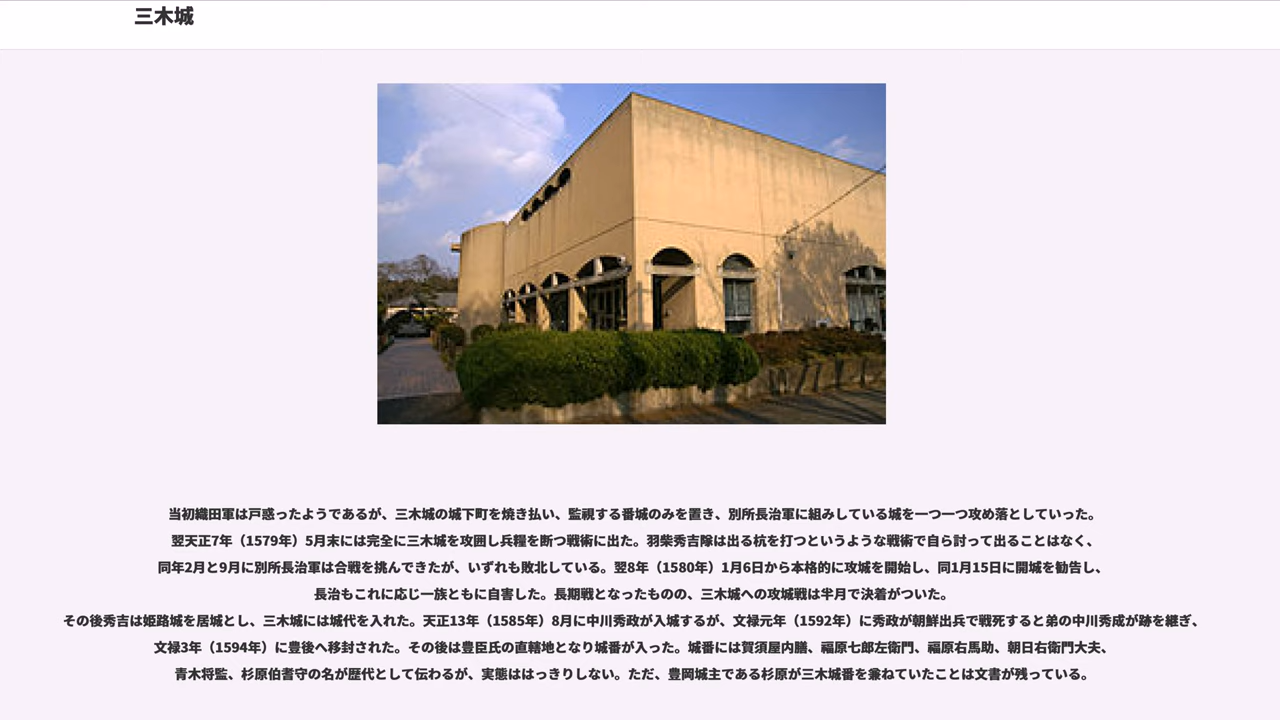 三木城
当初織田軍は戸惑ったようであるが、三木城の城下町を焼き払い、監視する番城のみを置き、別所長治軍に組みしている城を一つ一つ攻め落としていった。
翌天正7年（1579年）5月末には完全に三木城を攻囲し兵糧を断つ戦術に出た。羽柴秀吉隊は出る杭を打つというような戦術で自ら討って出ることはなく、
同年2月と9月に別所長治軍は合戦を挑んできたが、いずれも敗北している。翌8年（1580年）1月6日から本格的に攻城を開始し、同1月15日に開城を勧告し、
長治もこれに応じ一族ともに自害した。長期戦となったものの、三木城への攻城戦は半月で決着がついた。
その後秀吉は姫路城を居城とし、三木城には城代を入れた。天正13年（1585年）8月に中川秀政が入城するが、文禄元年（1592年）に秀政が朝鮮出兵で戦死すると弟の中川秀成が跡を継ぎ、
文禄3年（1594年）に豊後へ移封された。その後は豊臣氏の直轄地となり城番が入った。城番には賀須屋内膳、福原七郎左衛門、福原右馬助、朝日右衛門大夫、
青木将監、杉原伯耆守の名が歴代として伝わるが、実態ははっきりしない。ただ、豊岡城主である杉原が三木城番を兼ねていたことは文書が残っている。